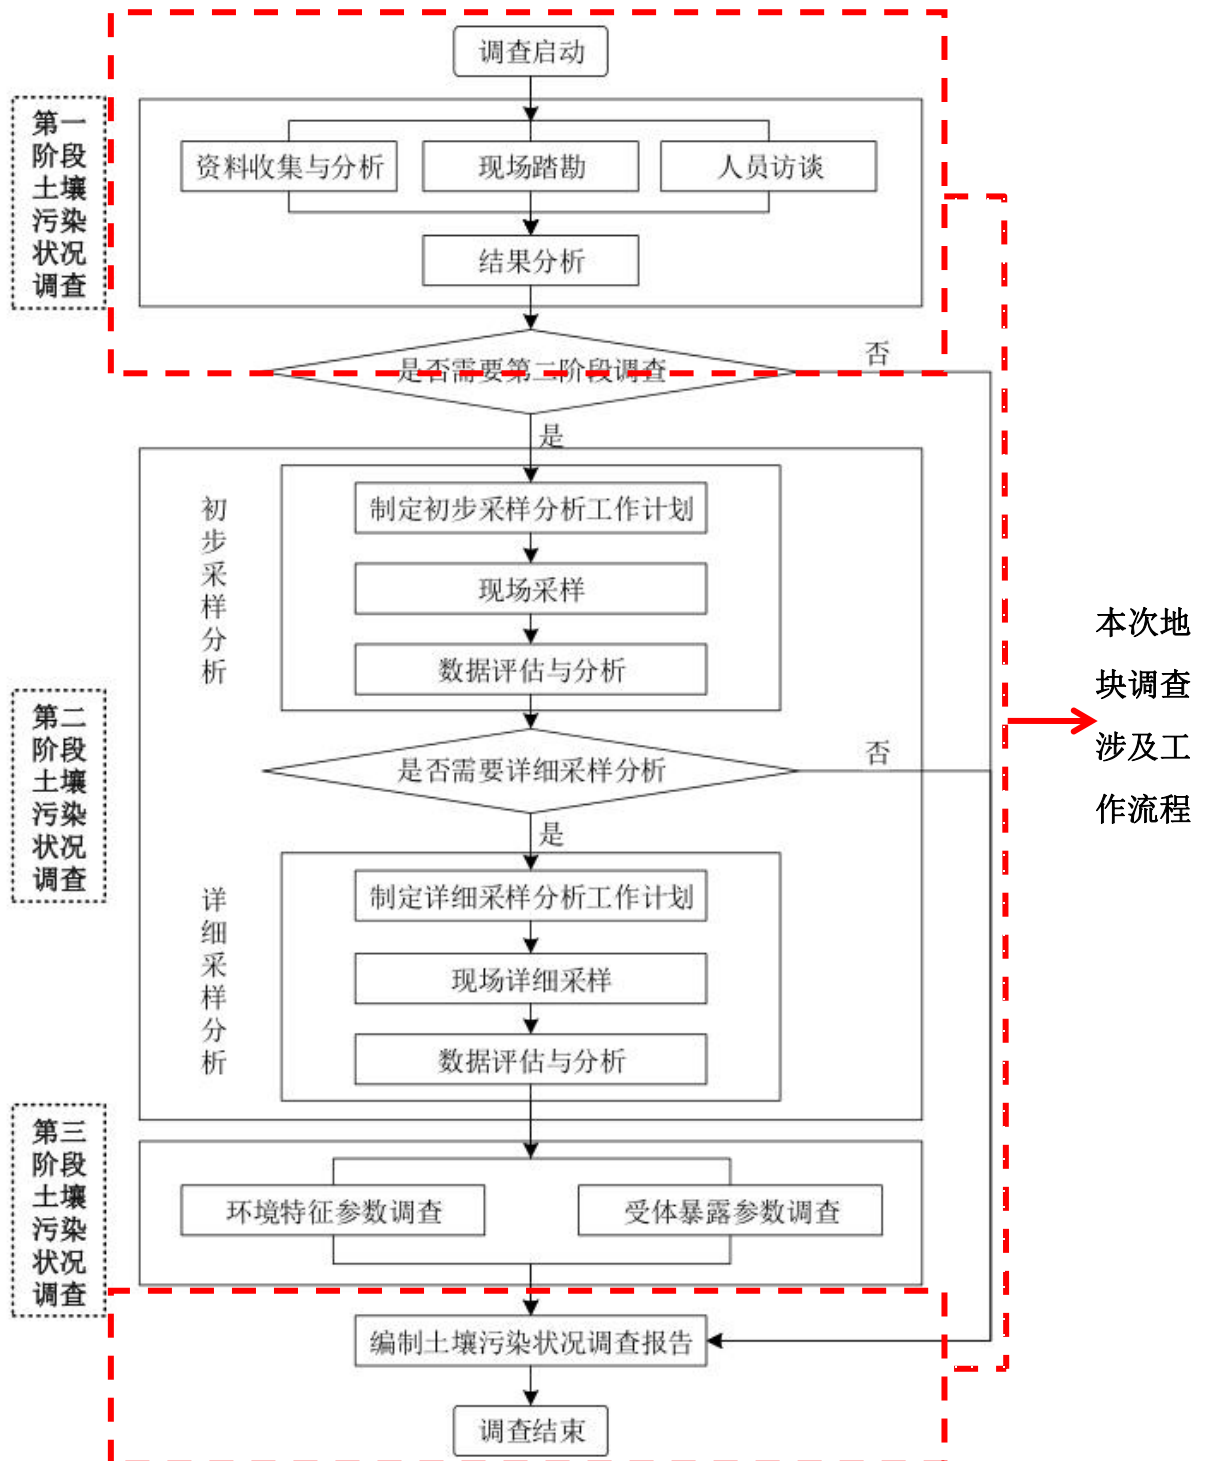 调查启动
第一
阶段
土壤
污染
状况
调查
资料收集与分析
现场踏勘
人员访谈
结果分析
是否需要第二阶段调查
否
是
初
步
采
样
分
析
制定初步采样分析工作计划
现场采样
数据评估与分析
第二
阶段
土壤
污染
状况
调查
是否需要详细采样分析
否
是
详
细
采
样
分
析
制定详细采样分析工作计划
现场详细采样
数据评估与分析
第三
阶段
土壤
污染
状况
调查
环境特征参数调查
受体暴露参数调查
编制土壤污染状况调查报告
调查结束
本次地
块调查
涉及工
作流程